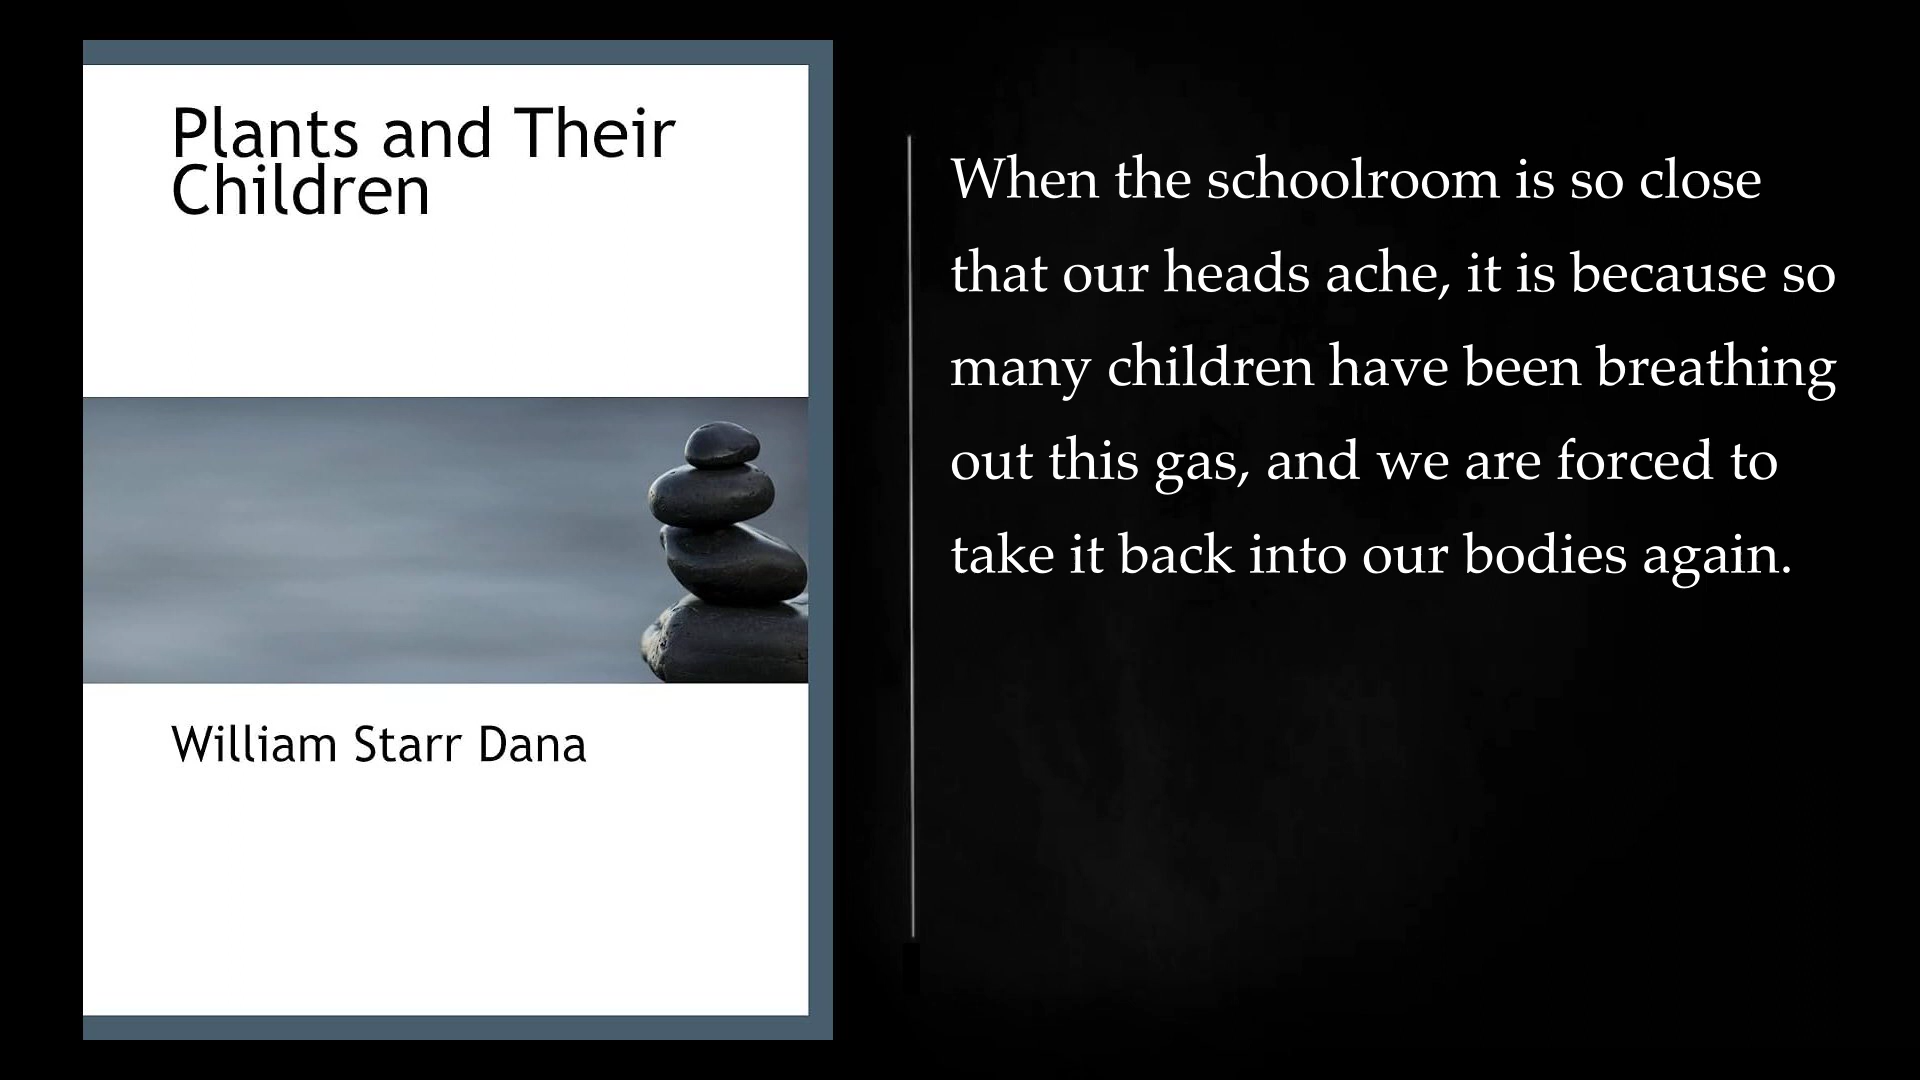 Plants and Their
Children
William Starr Dana
When the schoolroom is so close
that our heads ache, it is because so
many children have been breathing
out this gas, and we are forced to
take it back into our bodies again.